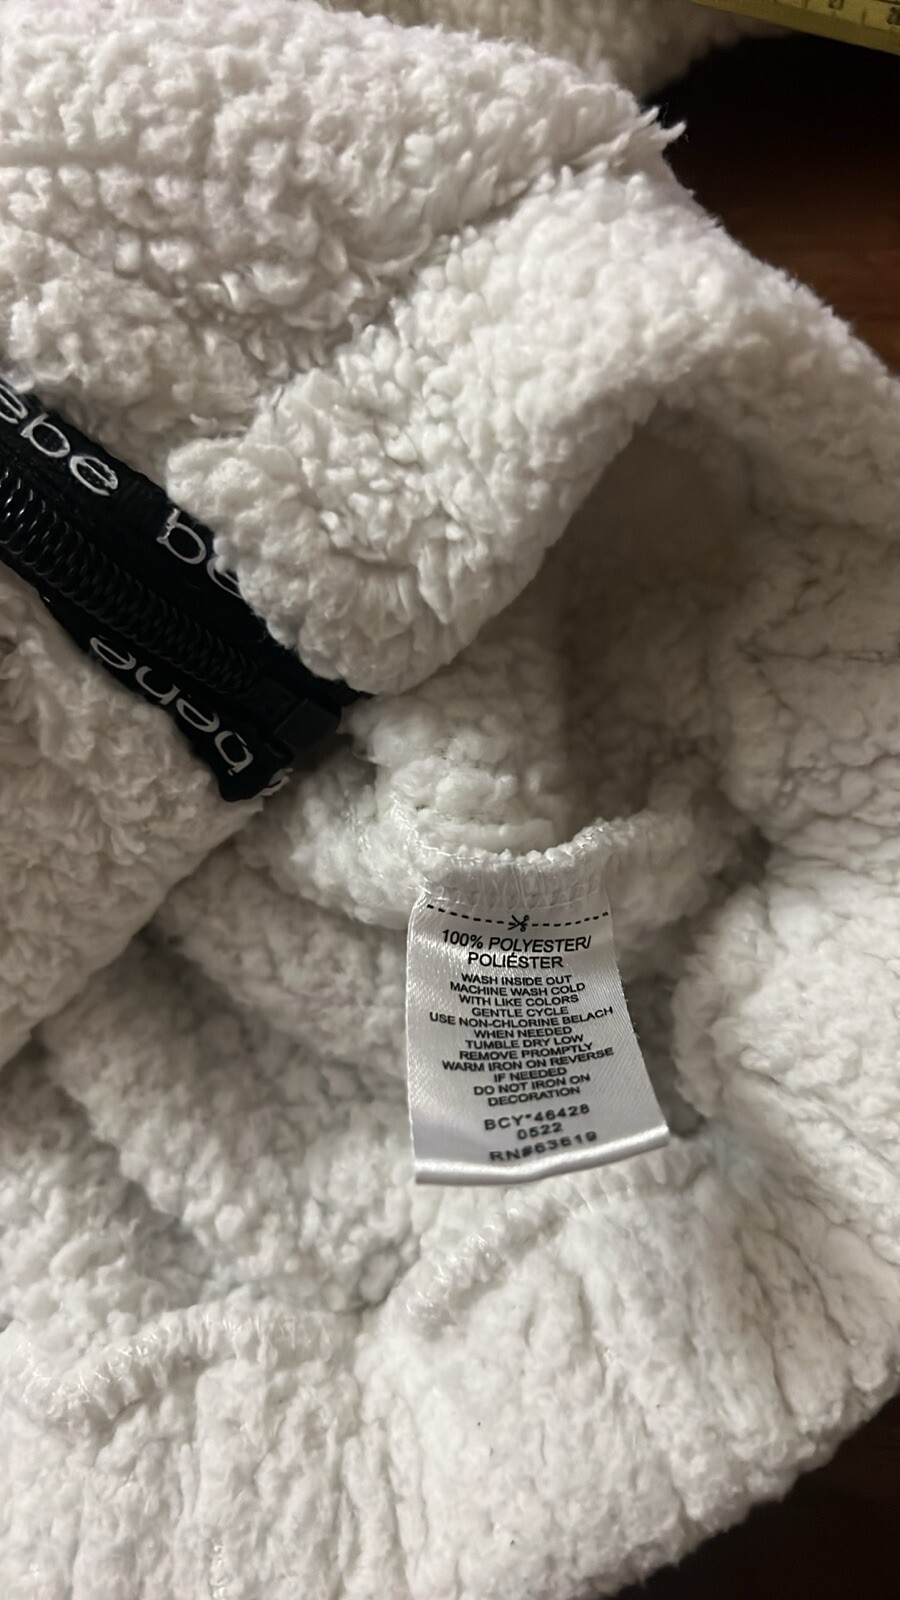 bebe
be
bebe
100% POLYESTER/
POLIÉSTER
WASH INSIDE OUT
MACHINE WASH COLD
WITH LIKE COLORS
GENTLE CYCLE
USE NON-CHLORINE BELACH
WHEN NEEDED
TUMBLE DRY LOW
REMOVE PROMPTLY
WARM IRON ON REVERSE
IF NEEDED
DO NOT IRON ON
DECORATION
BCY*46428
0522
RN#63619